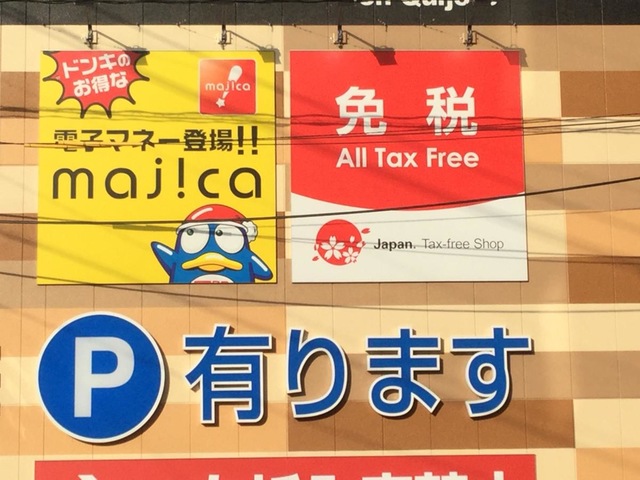 ドンキの
お得な
majica
電子マネー登場!!
maj!ca
免税
All Tax Free
Japan. Tax-free Shop
P有ります